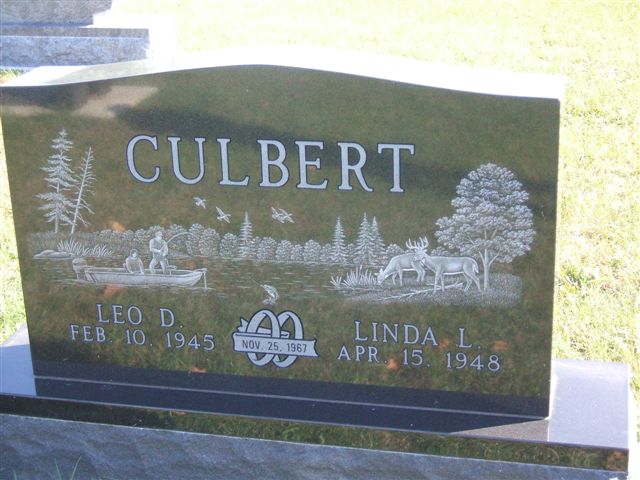 CULBERT
LEO D.
FEB. 10. 1945
NOV. 25. 1967
LINDA L.
APR. 15. 1948